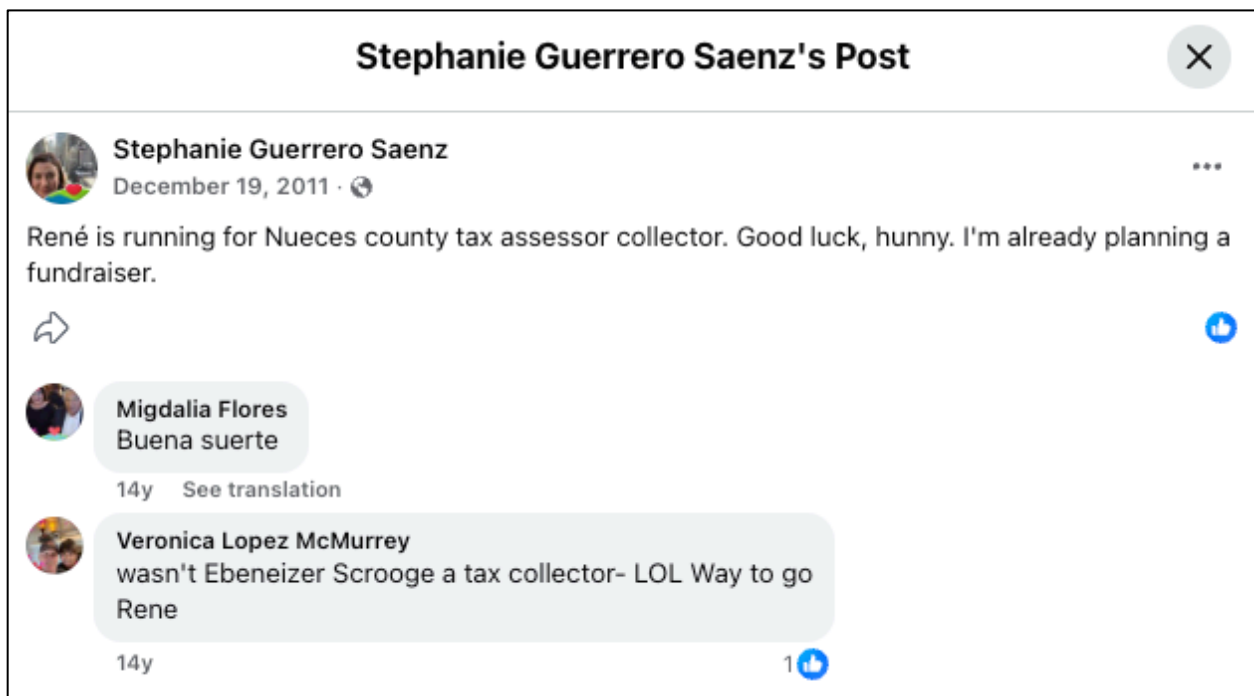 Stephanie Guerrero Saenz's Post
Stephanie Guerrero Saenz
December 19, 2011 ·
René is running for Nueces county tax assessor collector. Good luck, hunny. I'm already planning a
fundraiser.
Migdalia Flores
Buena suerte
14y See translation
Veronica Lopez McMurrey
wasn't Ebeneizer Scrooge a tax collector- LOL Way to go
Rene
14y 1